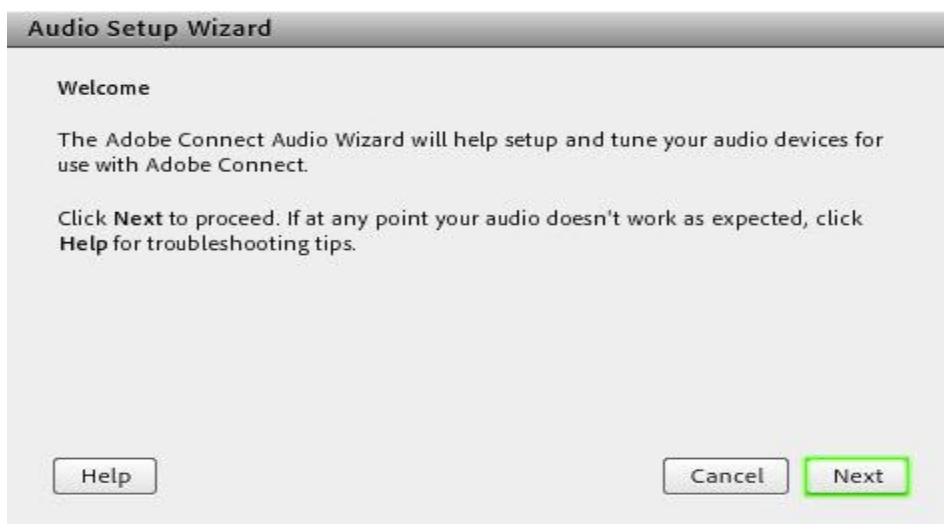 Audio Setup Wizard
Welcome
The Adobe Connect Audio Wizard will help setup and tune your audio devices for
use with Adobe Connect.
Click Next to proceed. If at any point your audio doesn't work as expected, click
Help for troubleshooting tips.
Help
Cancel
Next